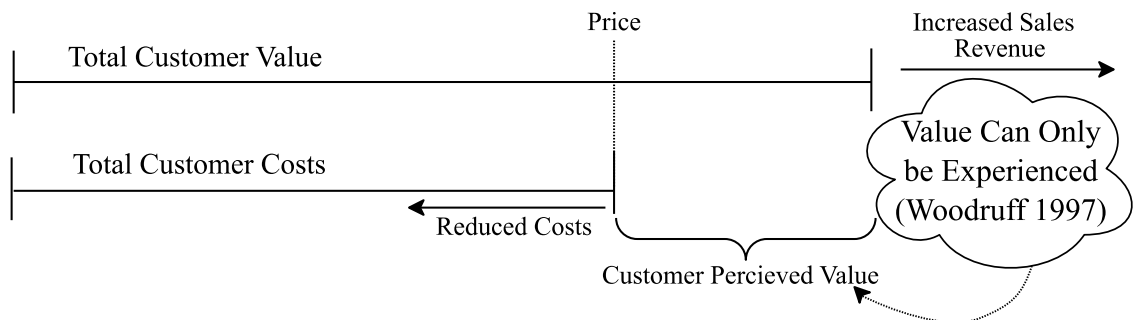 Price
Increased Sales
Revenue
Total Customer Value
Value Can Only
be Experienced
(Woodruff 1997)
Total Customer Costs
Reduced Costs
Customer Percieved Value